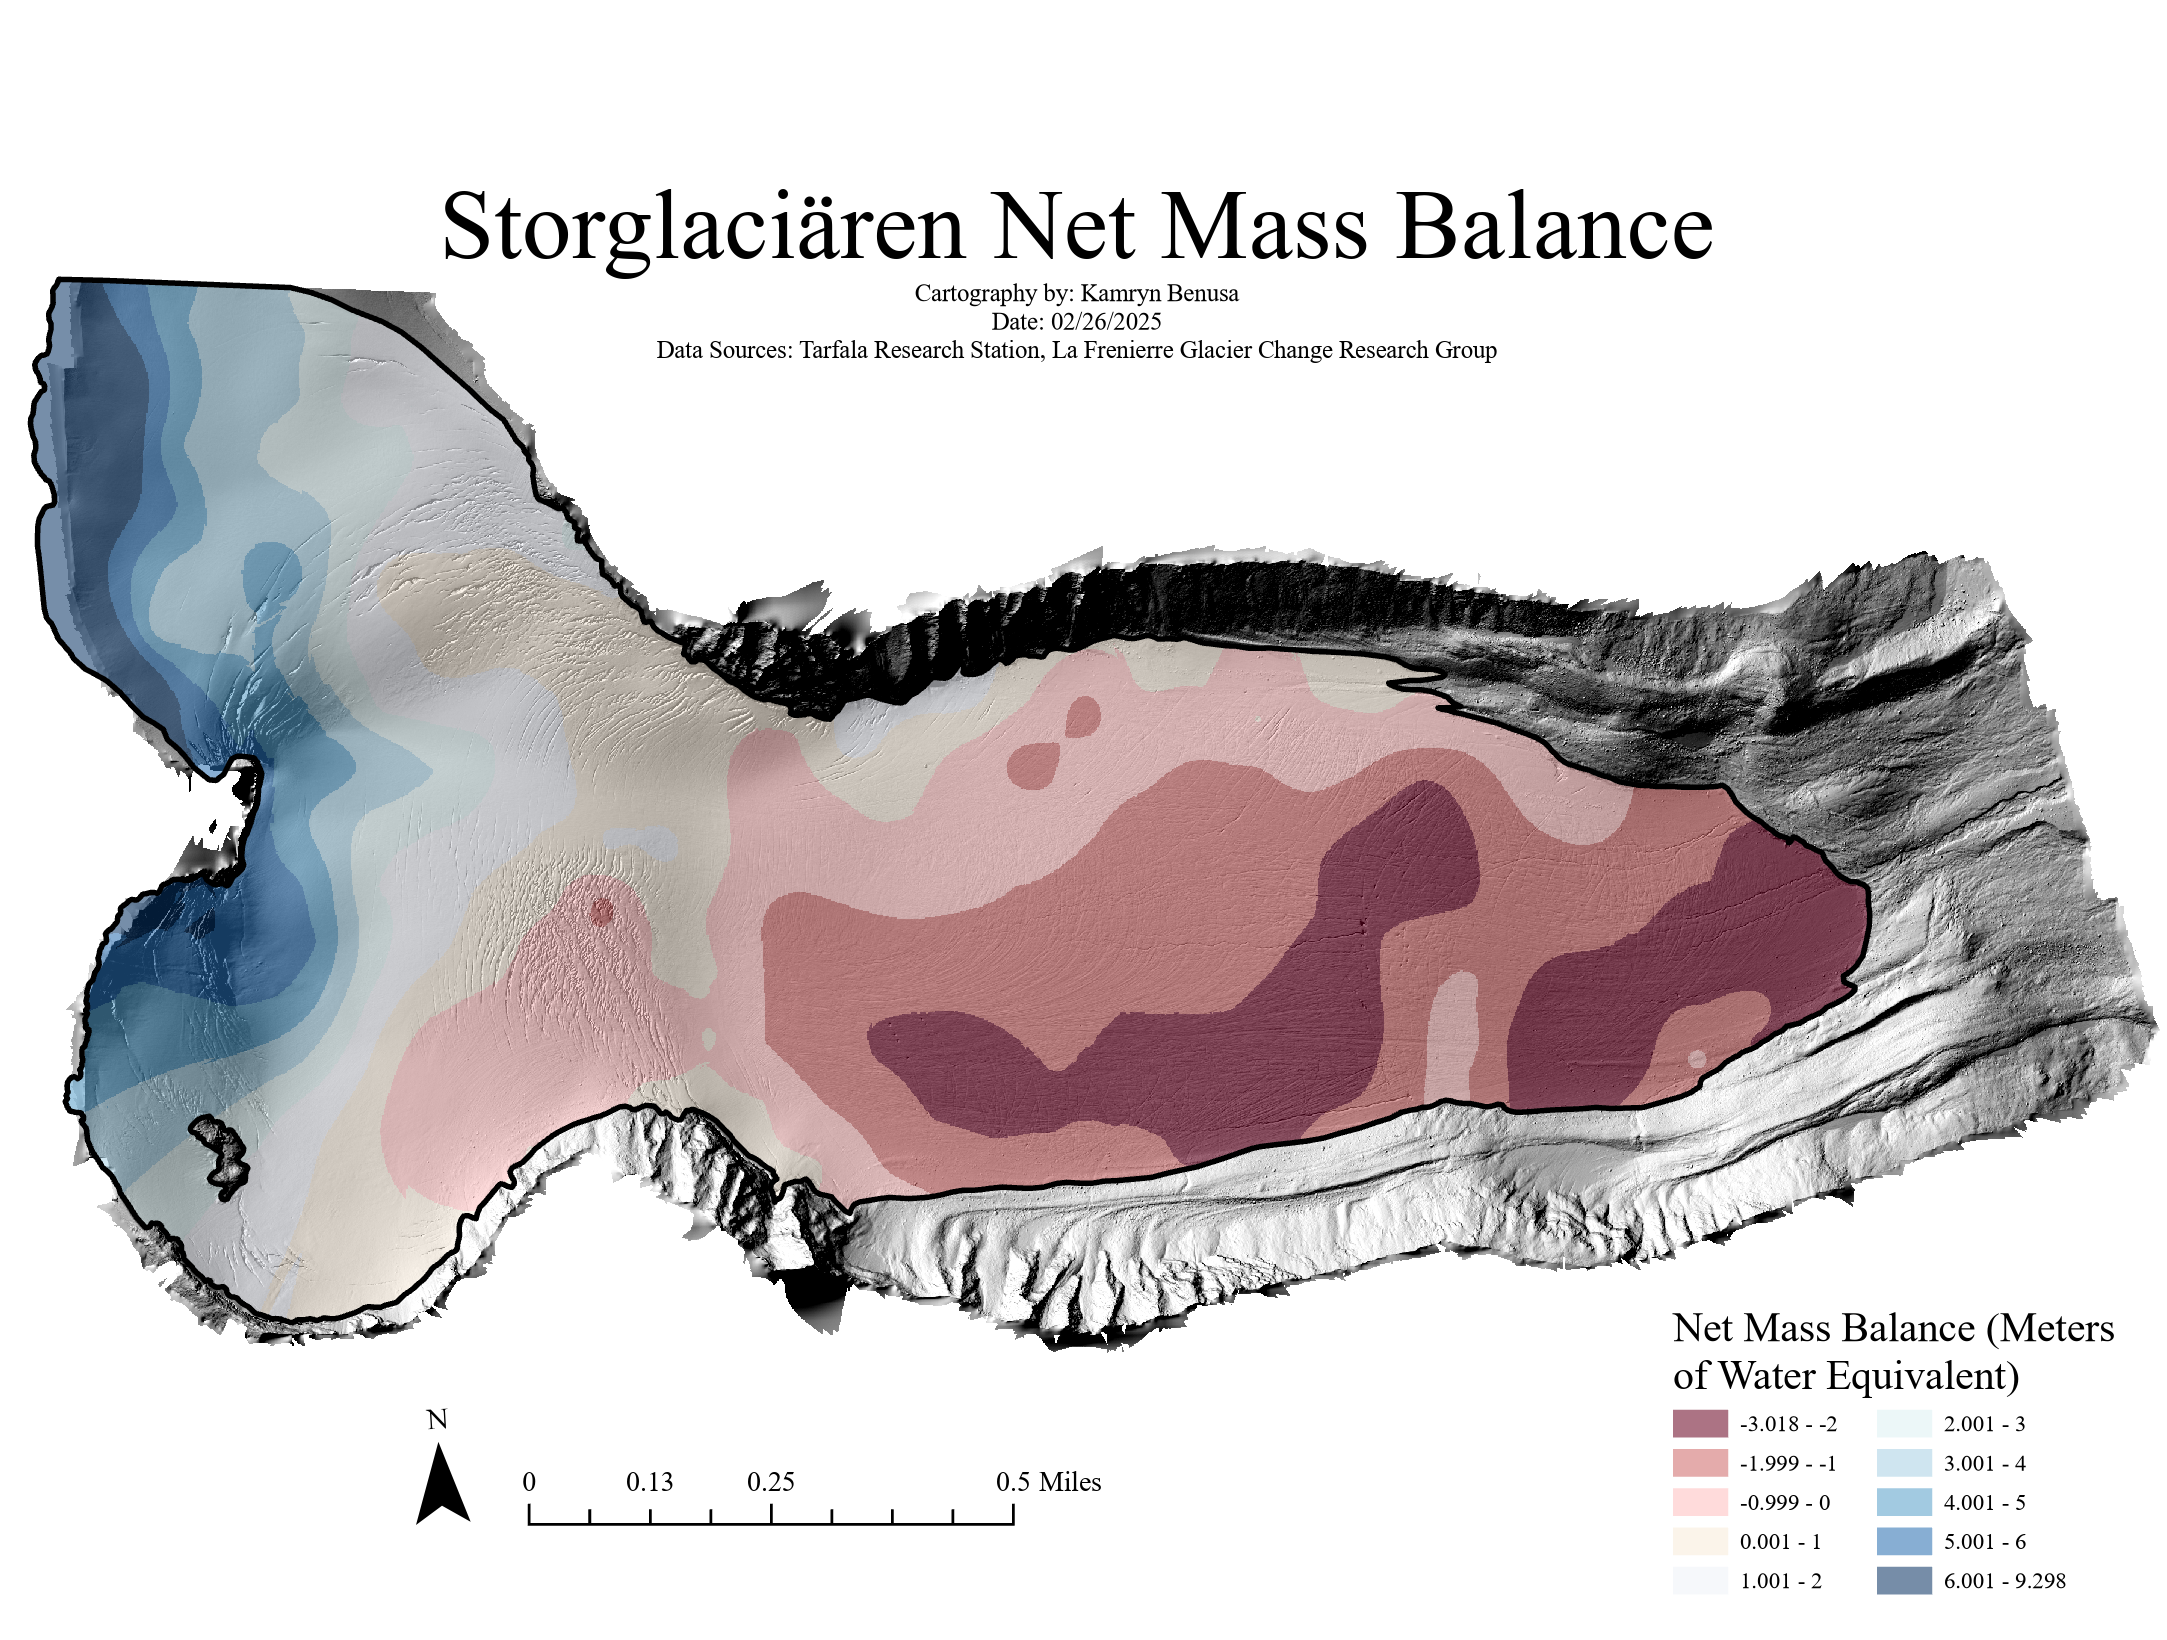 Storglaciären Net Mass Balance
Cartography by: Kamryn Benusa
Date: 02/26/2025
Data Sources: Tarfala Research Station, La Frenierre Glacier Change Research Group
Net Mass Balance (Meters
of Water Equivalent)
-3.018 - -2
-1.999 - -1
-0.999 - 0
0.001 - 1
1.001 - 2
2.001 - 3
3.001 - 4
4.001 - 5
5.001 - 6
6.001 - 9.298
N
0 0.13 0.25 0.5 Miles